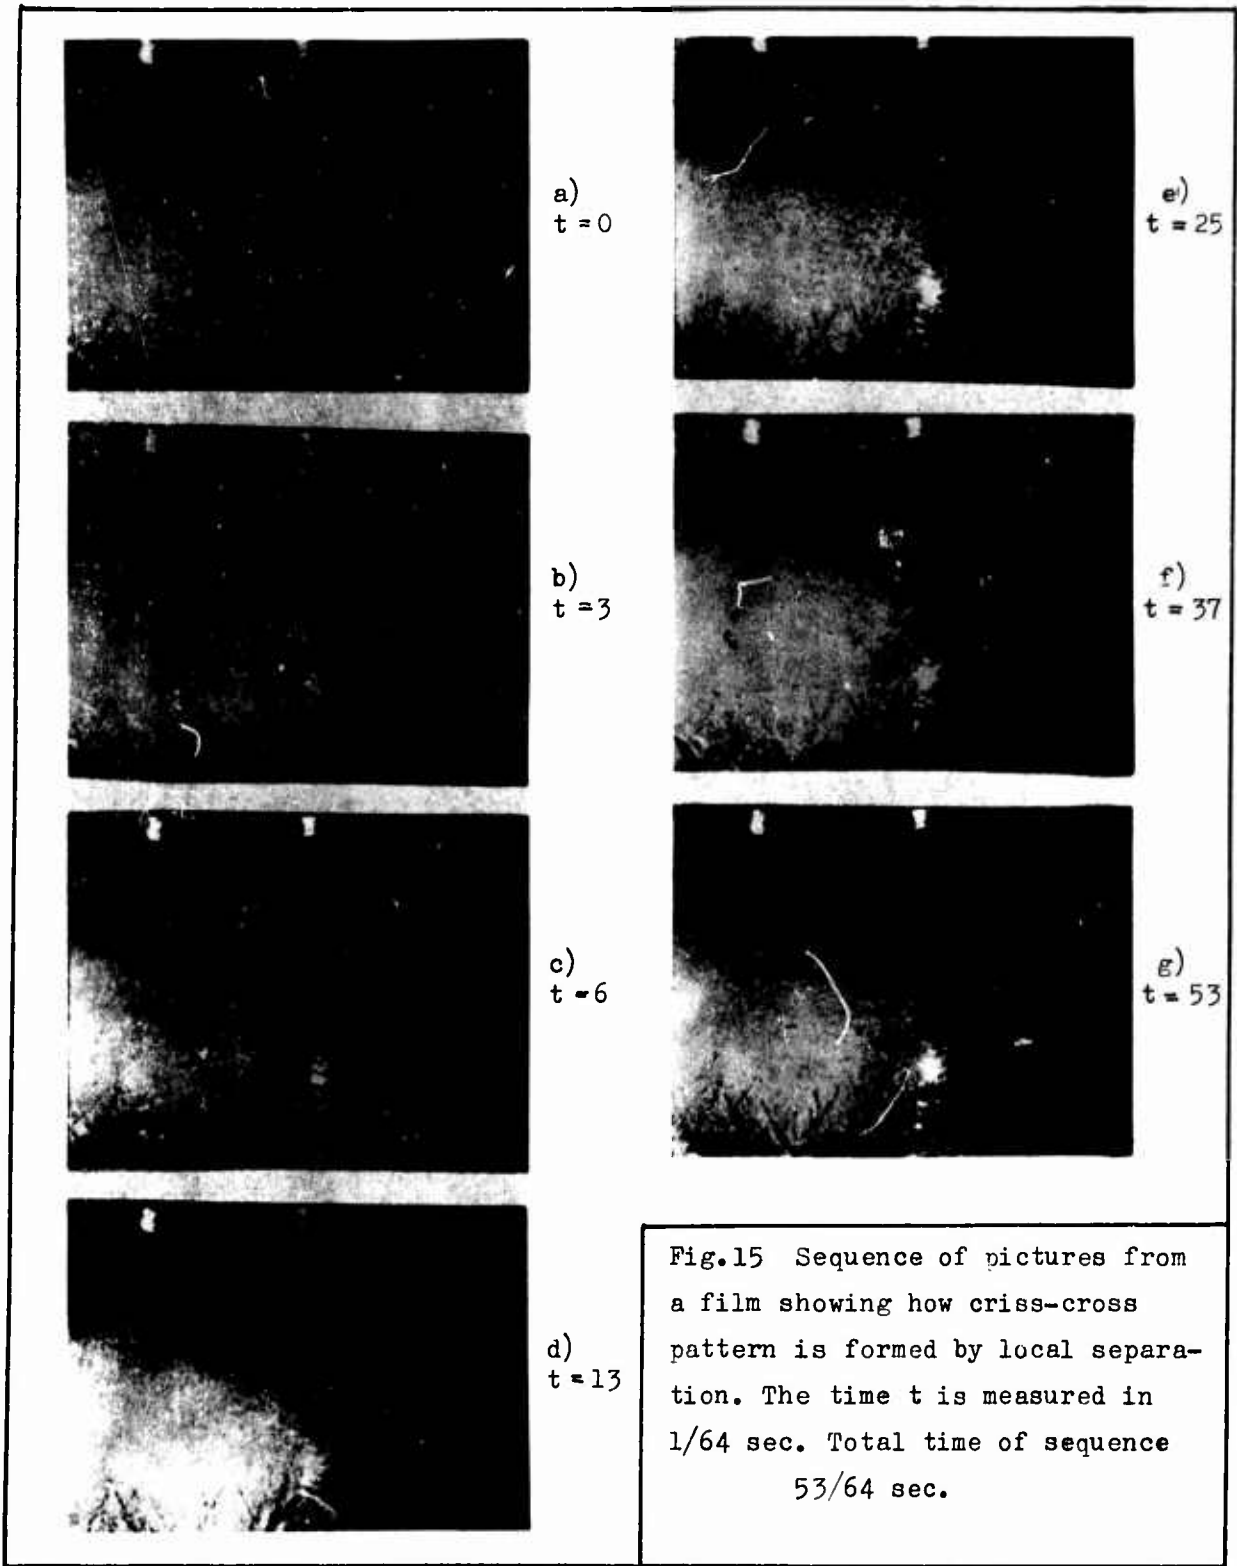 a)
t = 0
b)
t = 3
c)
t = 6
d)
t = 13
e)
t = 25
f)
t = 37
g)
t = 53
Fig.15 Sequence of pictures from
a film showing how criss-cross
pattern is formed by local separa-
tion. The time t is measured in
1/64 sec. Total time of sequence
53/64 sec.